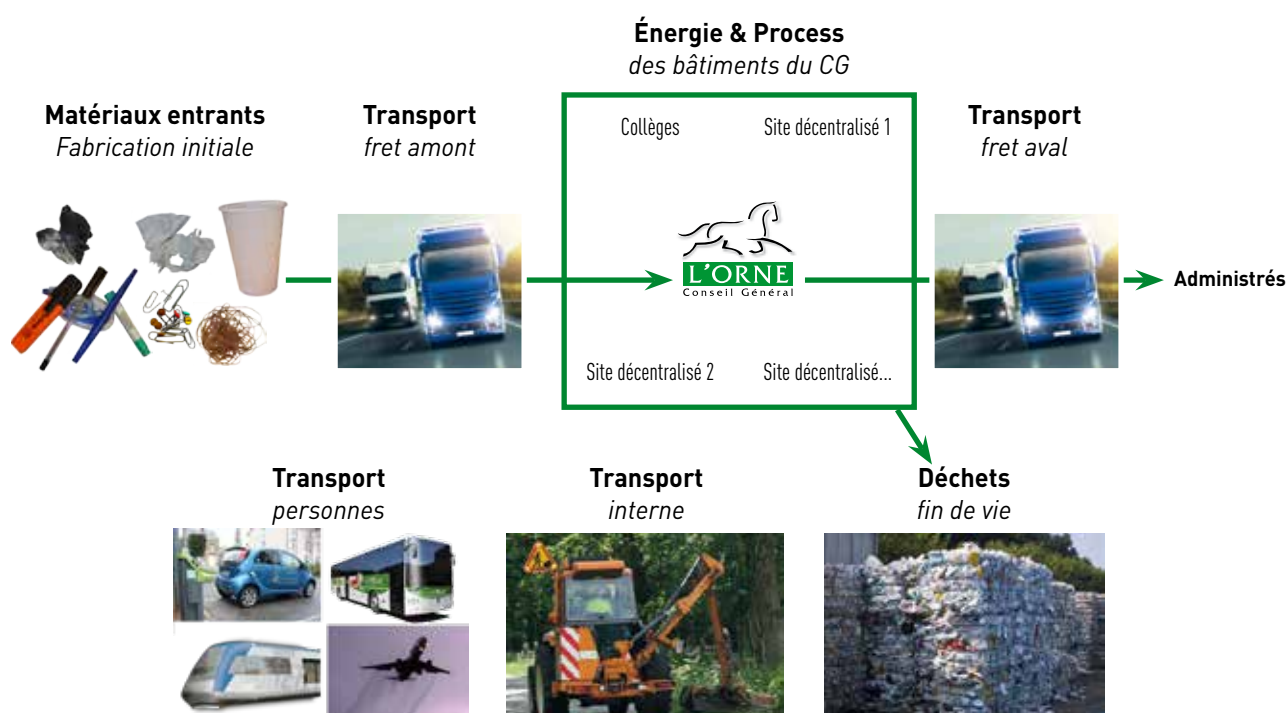 Énergie & Process
des bâtiments du CG
Matériaux entrants
Fabrication initiale
Transport
fret amont
Collèges
Site décentralisé 1
Transport
fret aval
L'ORNE
Conseil Général
Administrés
Site décentralisé 2
Site décentralisé...
Transport
personnes
Transport
interne
Déchets
fin de vie